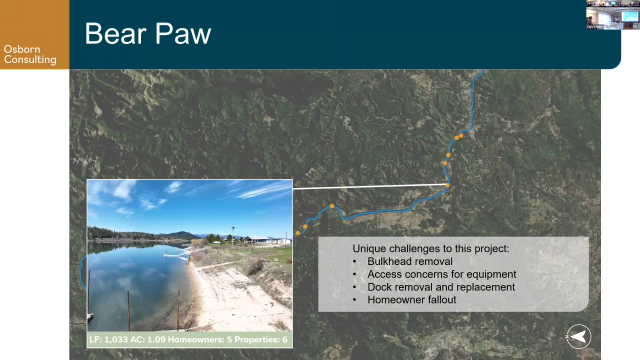 Osborn
Consulting
Bear Paw
Unique challenges to this project:
• Bulkhead removal
• Access concerns for equipment
• Dock removal and replacement
• Homeowner fallout
LF: 1,033 AC: 1.09 Homeowners: 5 Properties: 6